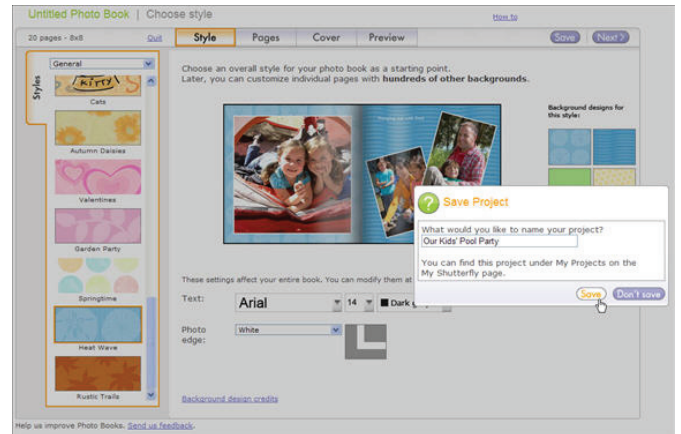 Untitled Photo Book | Choose style
How to
20 pages - 8x8
Quit
Style
Pages
Cover
Preview
Save
Next >
Styles
General
KITTY
Cats
Autumn Daisies
Valentines
Garden Party
Springtime
Heat Wave
Rustic Trails
Choose an overall style for your photo book as a starting point.
Later, you can customize individual pages with hundreds of other backgrounds.
Background designs for
this style:
? Save Project
What would you like to name your project?
Our Kids' Pool Party
You can find this project under My Projects on the
My Shutterfly page.
Save
Don't save
These settings affect your entire book. You can modify them at
Text:
Arial
14
Dark
Photo
edge:
White
Background design credits
Help us improve Photo Books. Send us feedback.